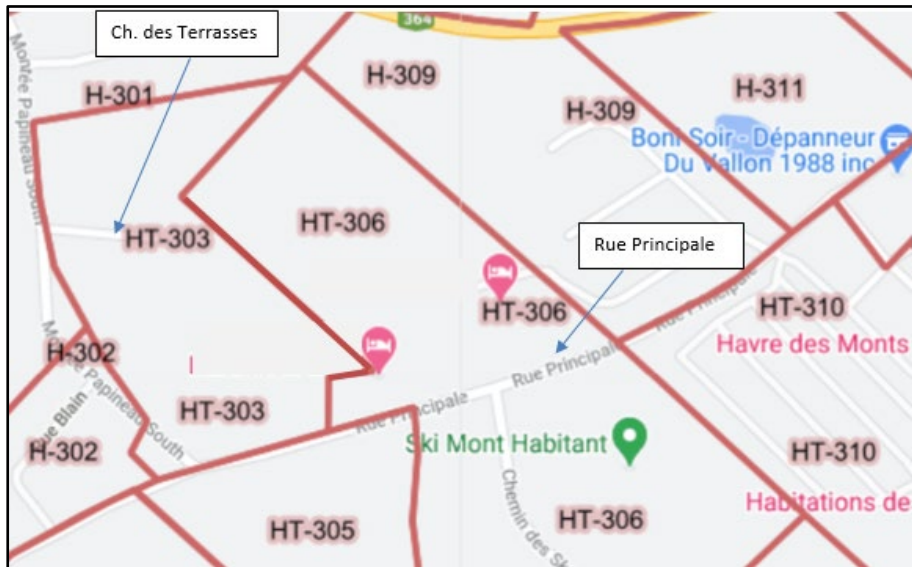 364
Ch. des Terrasses
Montée Papineau South
H-301
H-309
H-309
H-311
Boni Soir - Dépanneur
Du Vallon 1988 inc
HT-303
HT-306
Rue Principale
HT-306
Rue Principale
HT-310
Havre des Monts
H-302
Montée Papineau South
Rue Blain
HT-303
Rue Principale
Rue Principale
Ski Mont Habitant
H-302
HT-305
Chemin des Sk
HT-306
HT-310
Habitations de